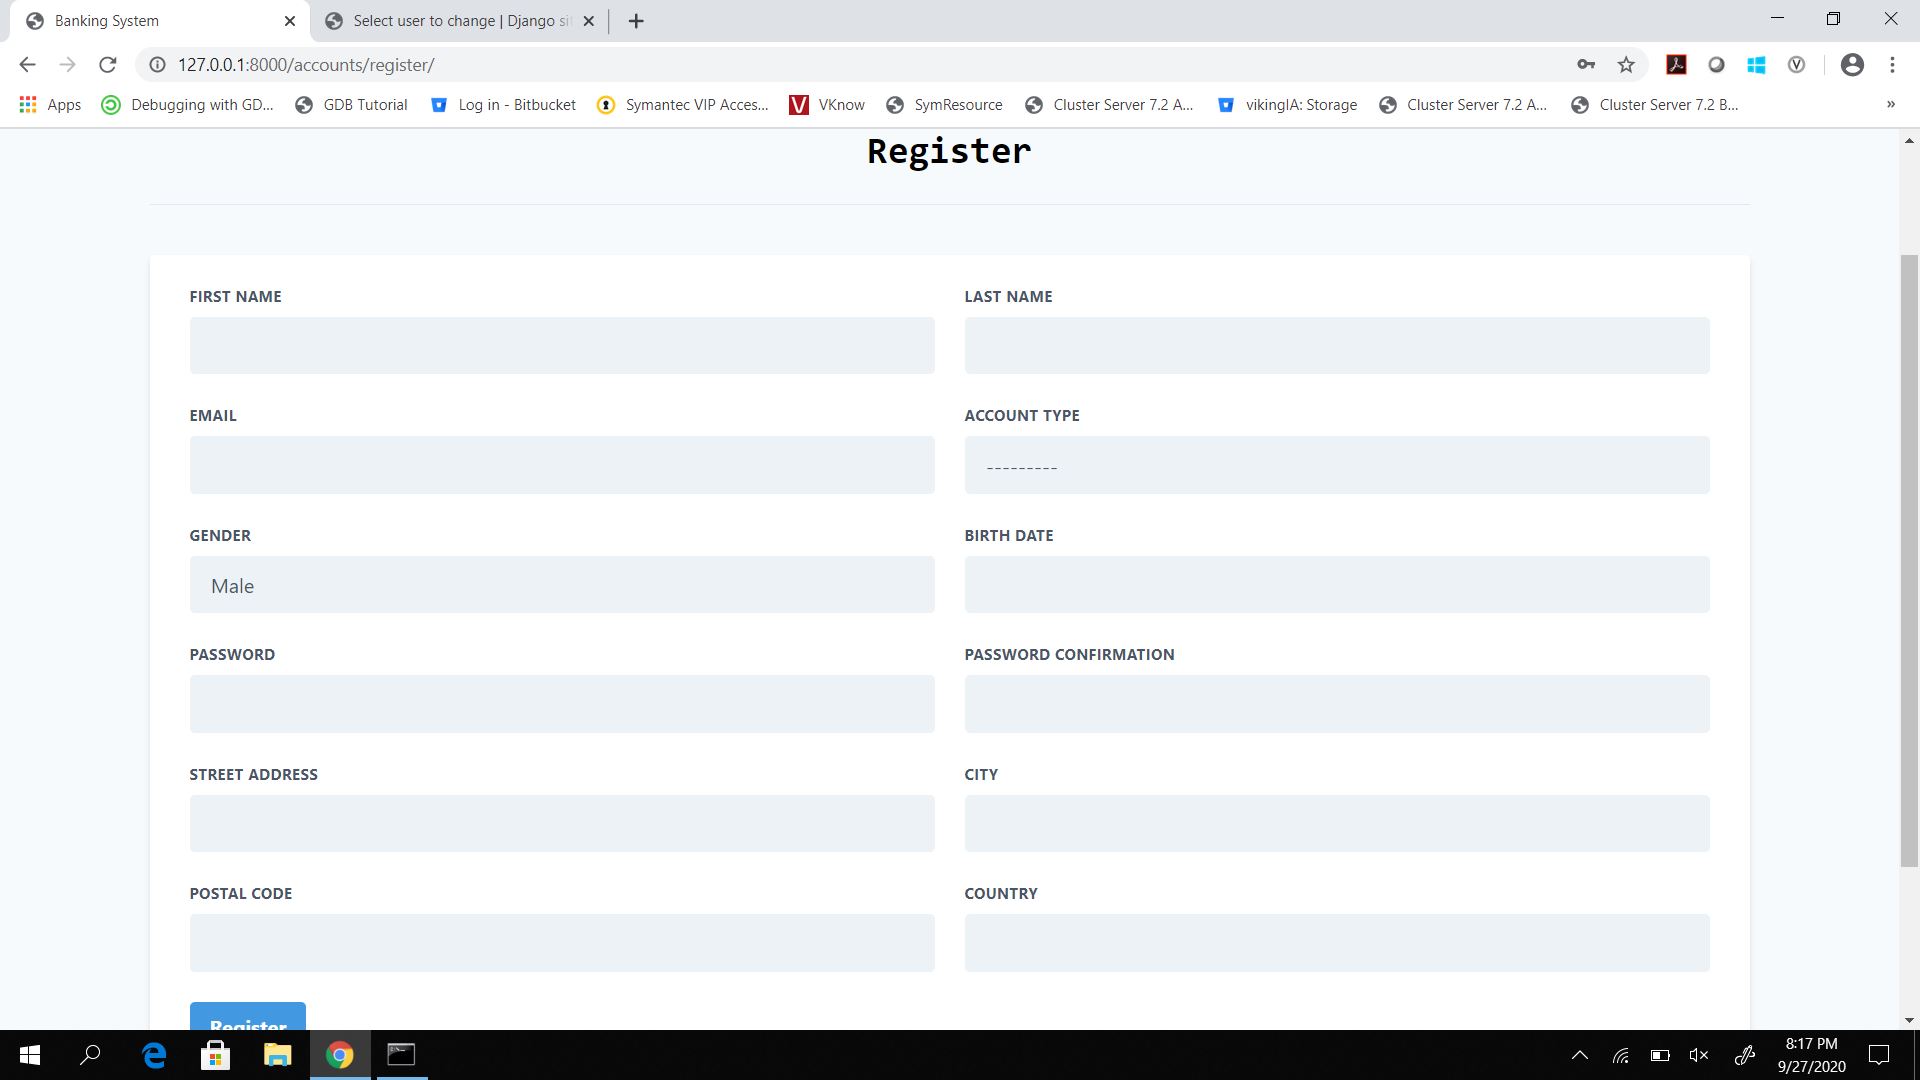 Banking System
Select user to change | Django si
127.0.0.1:8000/accounts/register/
Apps
Debugging with GD...
GDB Tutorial
Log in - Bitbucket
Symantec VIP Acces...
VKnow
SymResource
Cluster Server 7.2 A...
vikingIA: Storage
Cluster Server 7.2 A...
Cluster Server 7.2 B...
»
Register
FIRST NAME
LAST NAME
EMAIL
ACCOUNT TYPE
---------
GENDER
BIRTH DATE
Male
PASSWORD
PASSWORD CONFIRMATION
STREET ADDRESS
CITY
POSTAL CODE
COUNTRY
Register
8:17 PM
9/27/2020